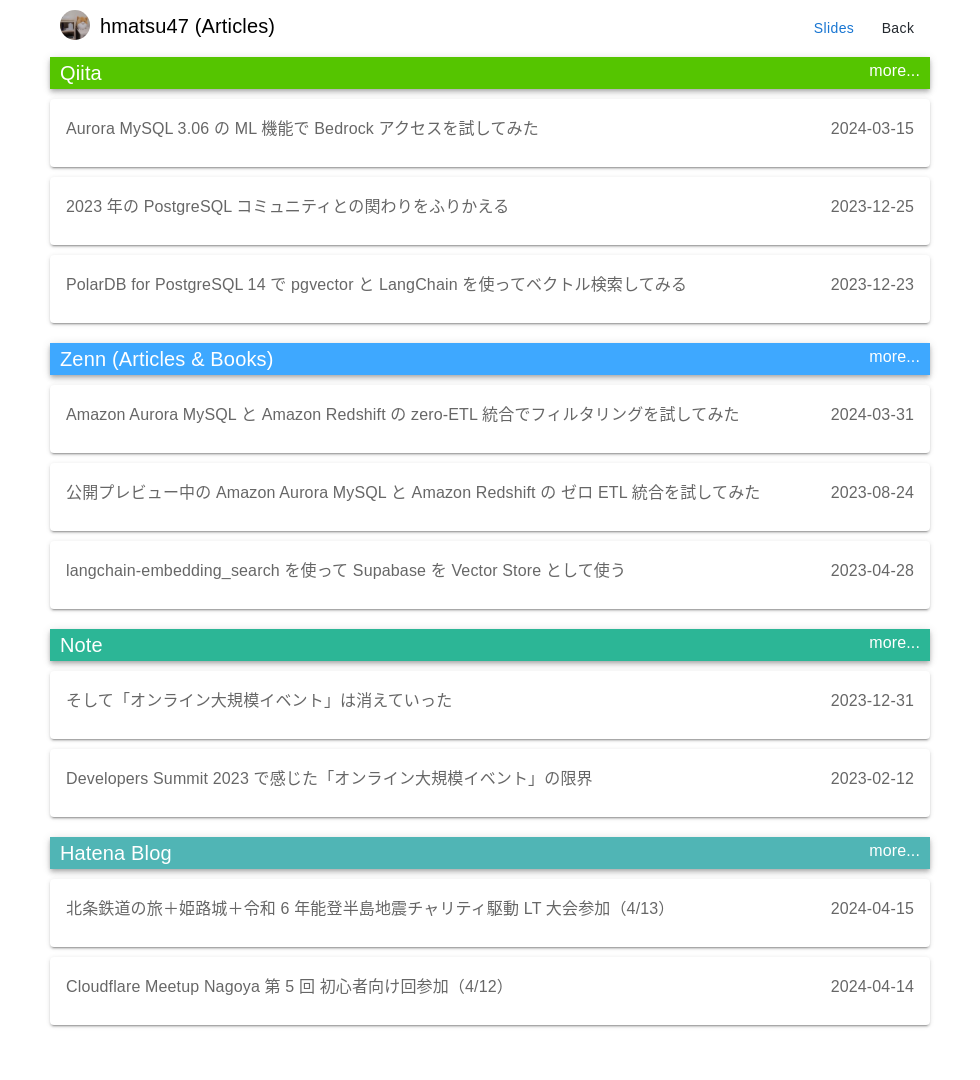 hmatsu47 (Articles)
Slides
Back
Qiita
more...
Aurora MySQL 3.06 の ML 機能で Bedrock アクセスを試してみた
2024-03-15
2023 年の PostgreSQL コミュニティとの関わりをふりかえる
2023-12-25
PolarDB for PostgreSQL 14 で pgvector と LangChain を使ってベクトル検索してみる
2023-12-23
Zenn (Articles & Books)
more...
Amazon Aurora MySQL と Amazon Redshift の zero-ETL 統合でフィルタリングを試してみた
2024-03-31
公開プレビュー中の Amazon Aurora MySQL と Amazon Redshift の ゼロ ETL 統合を試してみた
2023-08-24
langchain-embedding_search を使って Supabase を Vector Store として使う
2023-04-28
Note
more...
そして「オンライン大規模イベント」は消えていった
2023-12-31
Developers Summit 2023 で感じた「オンライン大規模イベント」の限界
2023-02-12
Hatena Blog
more...
北条鉄道の旅＋姫路城＋令和 6 年能登半島地震チャリティ駆動 LT 大会参加（4/13）
2024-04-15
Cloudflare Meetup Nagoya 第 5 回 初心者向け回参加（4/12）
2024-04-14